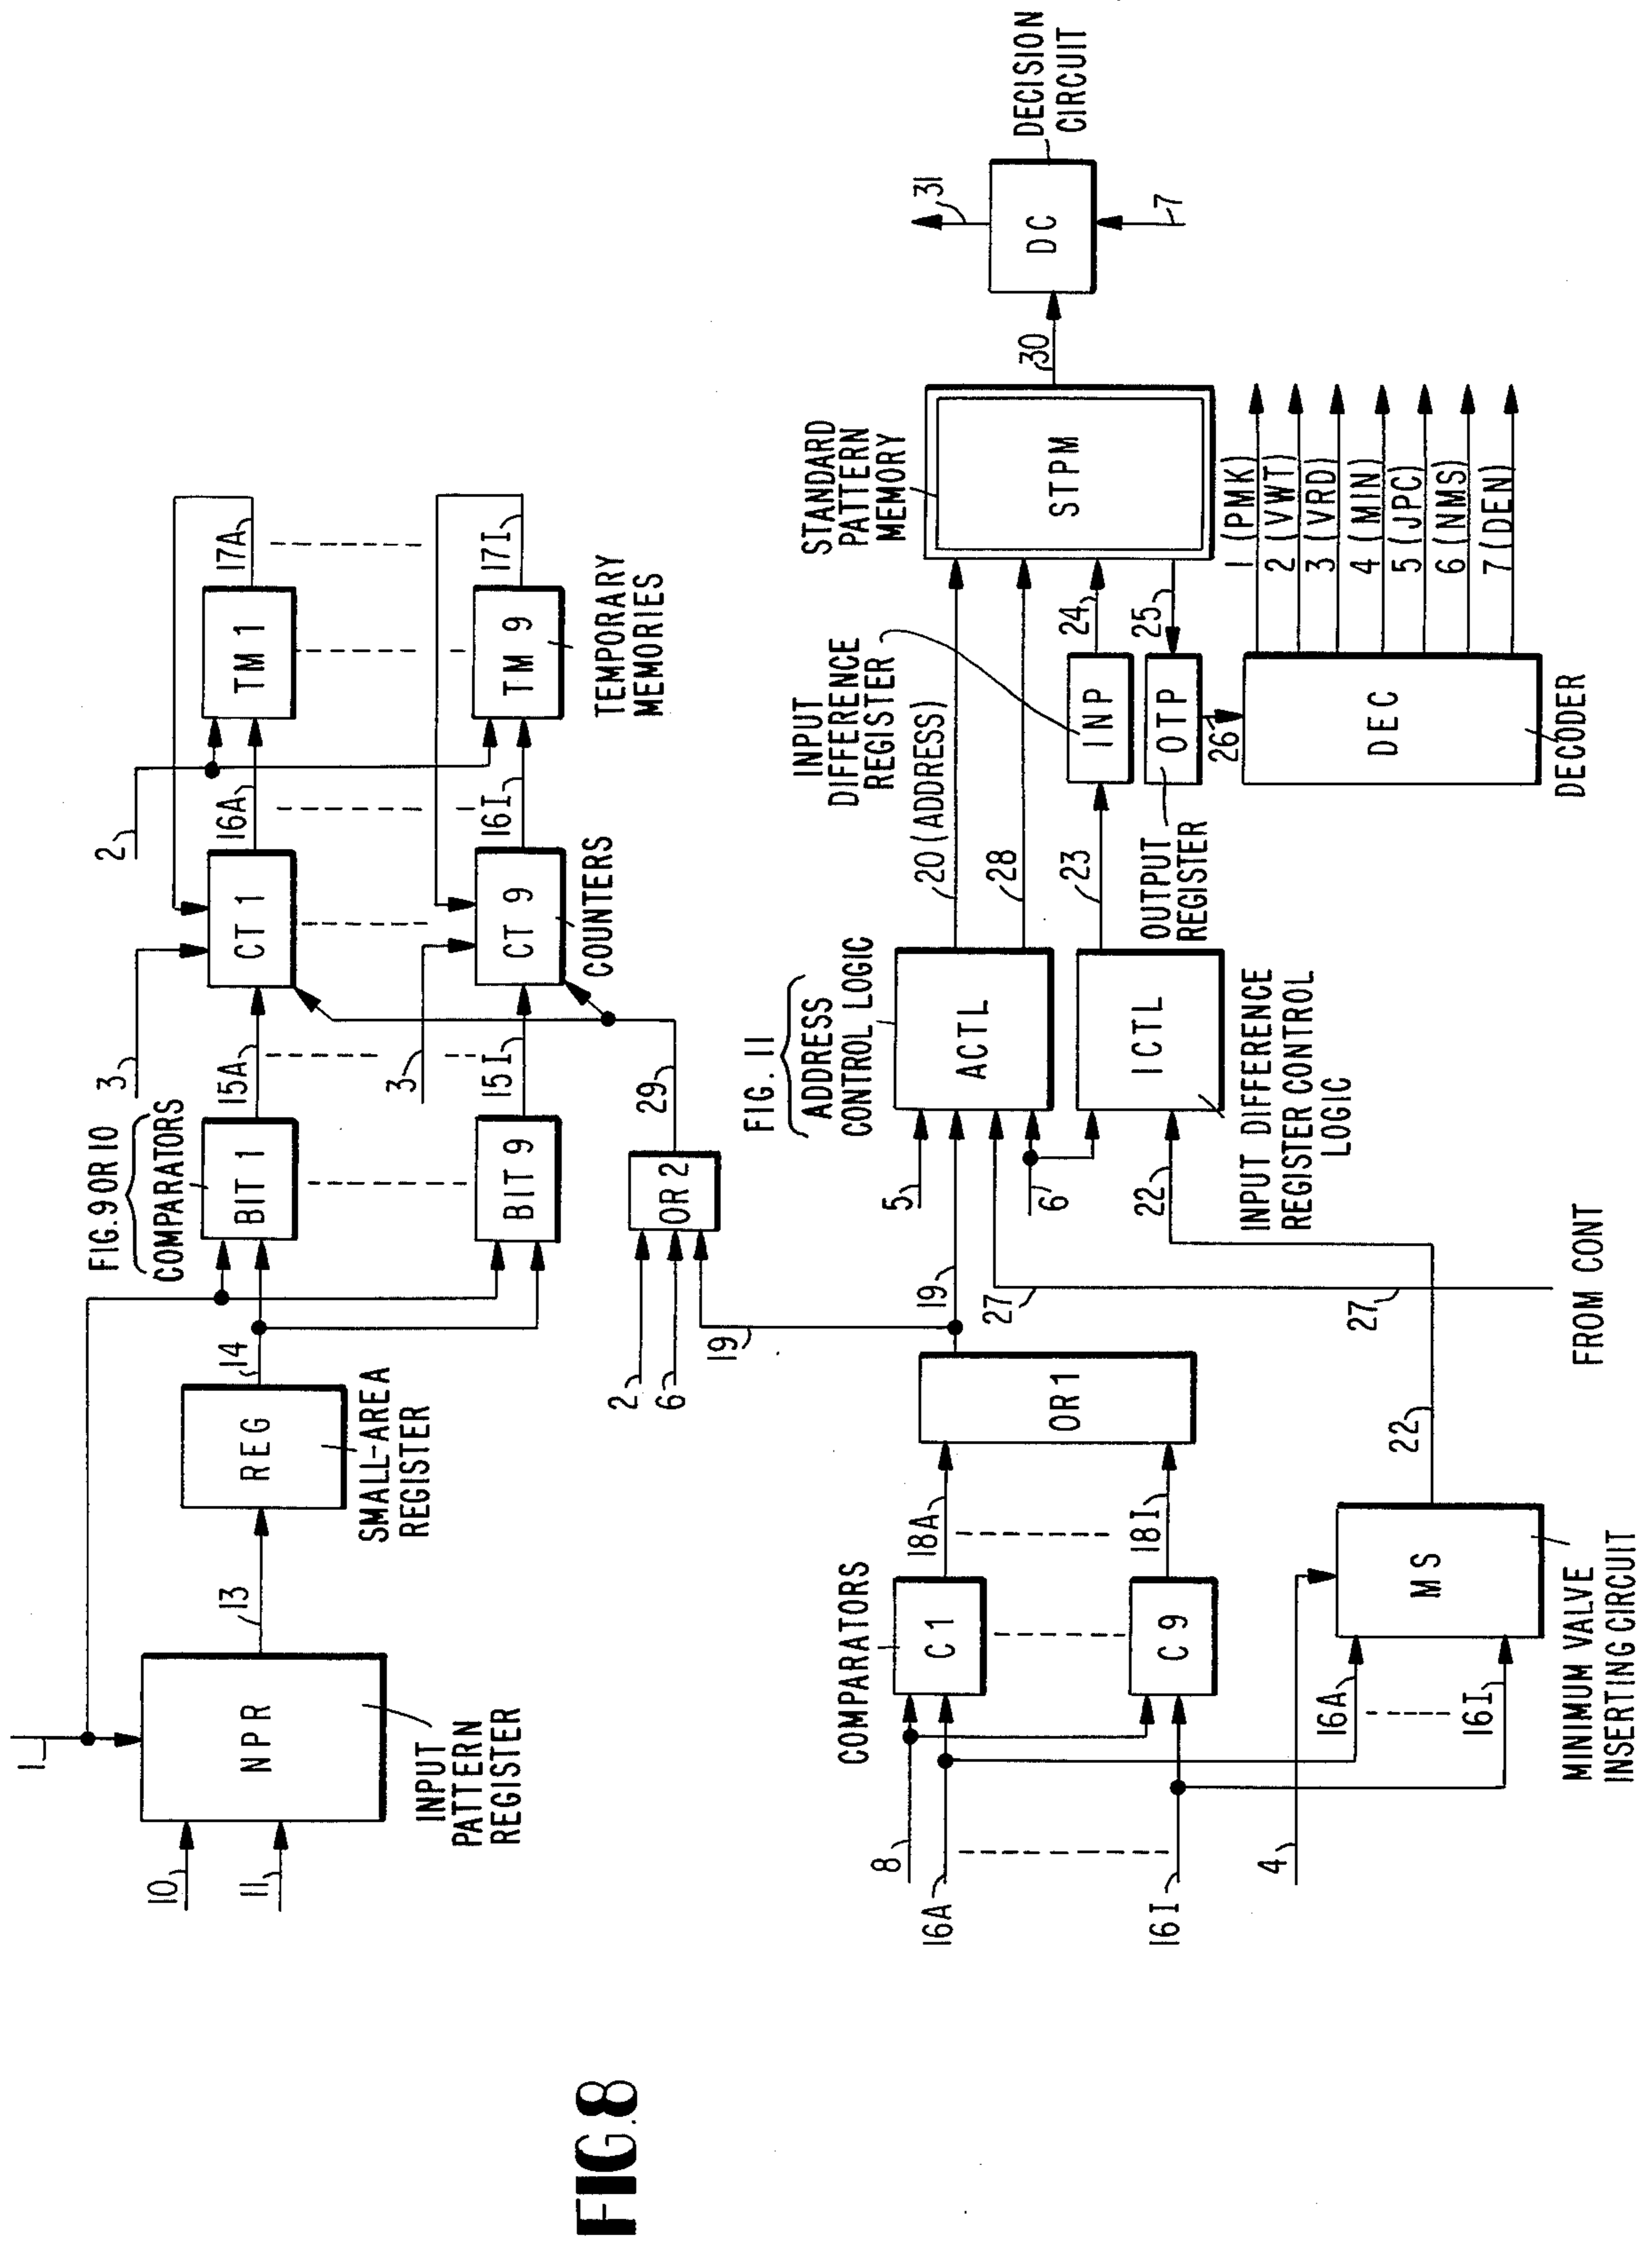 FIG.8
1
10
11
NPR
INPUT
PATTERN
REGISTER
13
REG
SMALL-AREA
REGISTER
14
FIG.9 OR 10
COMPARATORS
BIT 1
BIT 9
15A
15I
3
3
CT 1
CT 9
COUNTERS
2
16A
16I
TM 1
TM 9
TEMPORARY
MEMORIES
17A
17I
2
6
19
OR 2
29
8
16A
16I
4
COMPARATORS
C 1
C 9
16A
16I
MS
MINIMUM VALVE
INSERTING CIRCUIT
18A
18I
OR 1
19
22
27
27
FROM CONT
5
6
22
FIG. 11
ADDRESS
CONTROL LOGIC
ACTL
ICTL
INPUT DIFFERENCE
REGISTER CONTROL
LOGIC
20 (ADDRESS)
28
23
INPUT
DIFFERENCE
REGISTER
INP
OTP
OUTPUT
REGISTER
24
25
26
DEC
DECODER
STANDARD
PATTERN
MEMORY
STPM
1 (PMK)
2 (VWT)
3 (VRD)
4 (MIN)
5 (JPC)
6 (NMS)
7 (DEN)
30
DC
DECISION
CIRCUIT
31
7